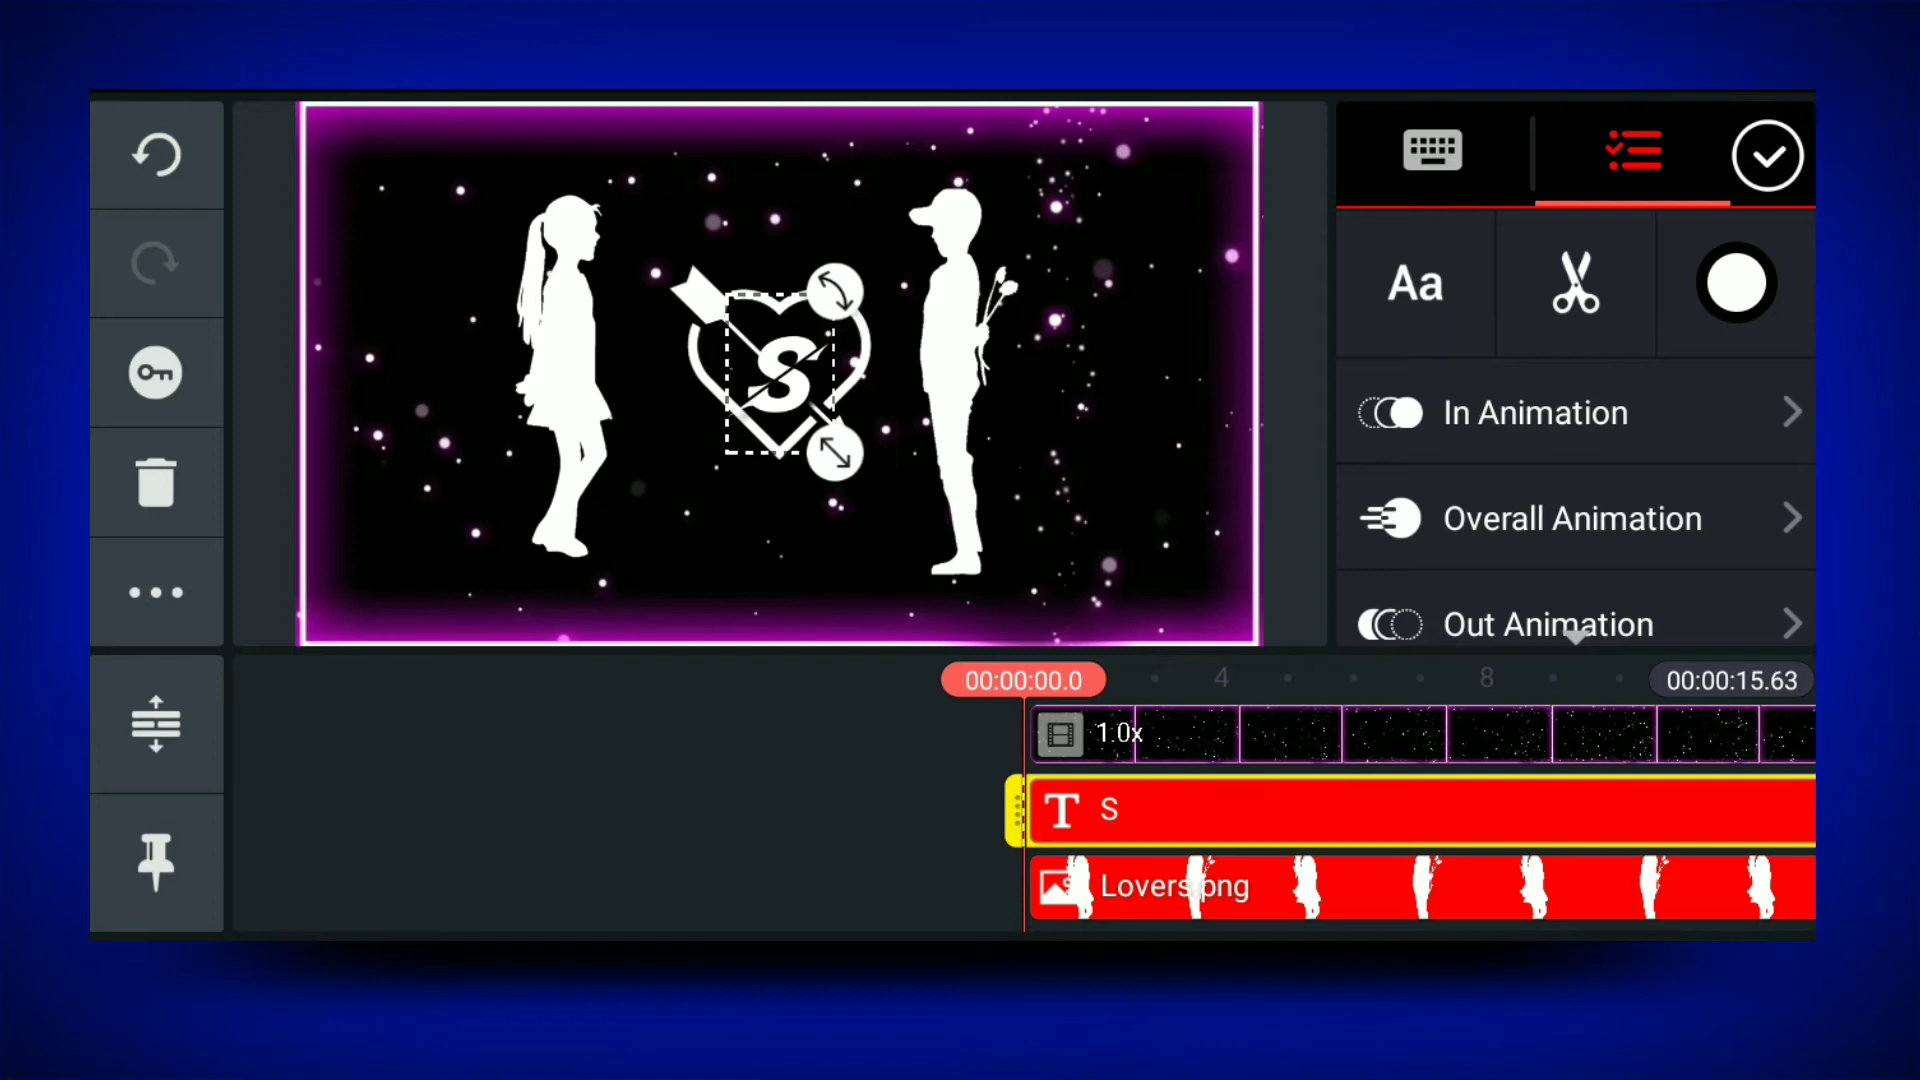 S
Aa
In Animation
Overall Animation
Out Animation
00:00:00.0
4
8
00:00:15.63
1.0x
T S
Lovers.png